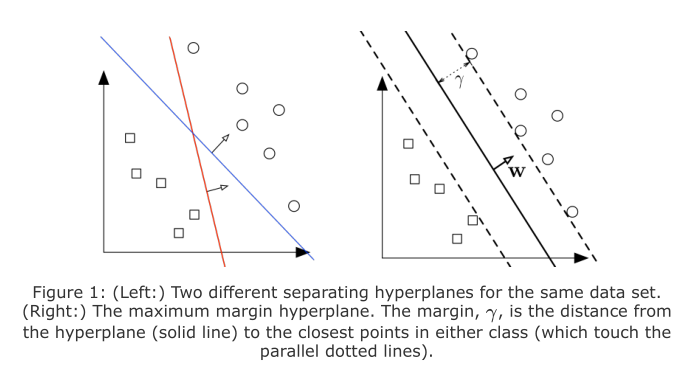 γ
w
Figure 1: (Left:) Two different separating hyperplanes for the same data set.
(Right:) The maximum margin hyperplane. The margin, γ, is the distance from
the hyperplane (solid line) to the closest points in either class (which touch the
parallel dotted lines).